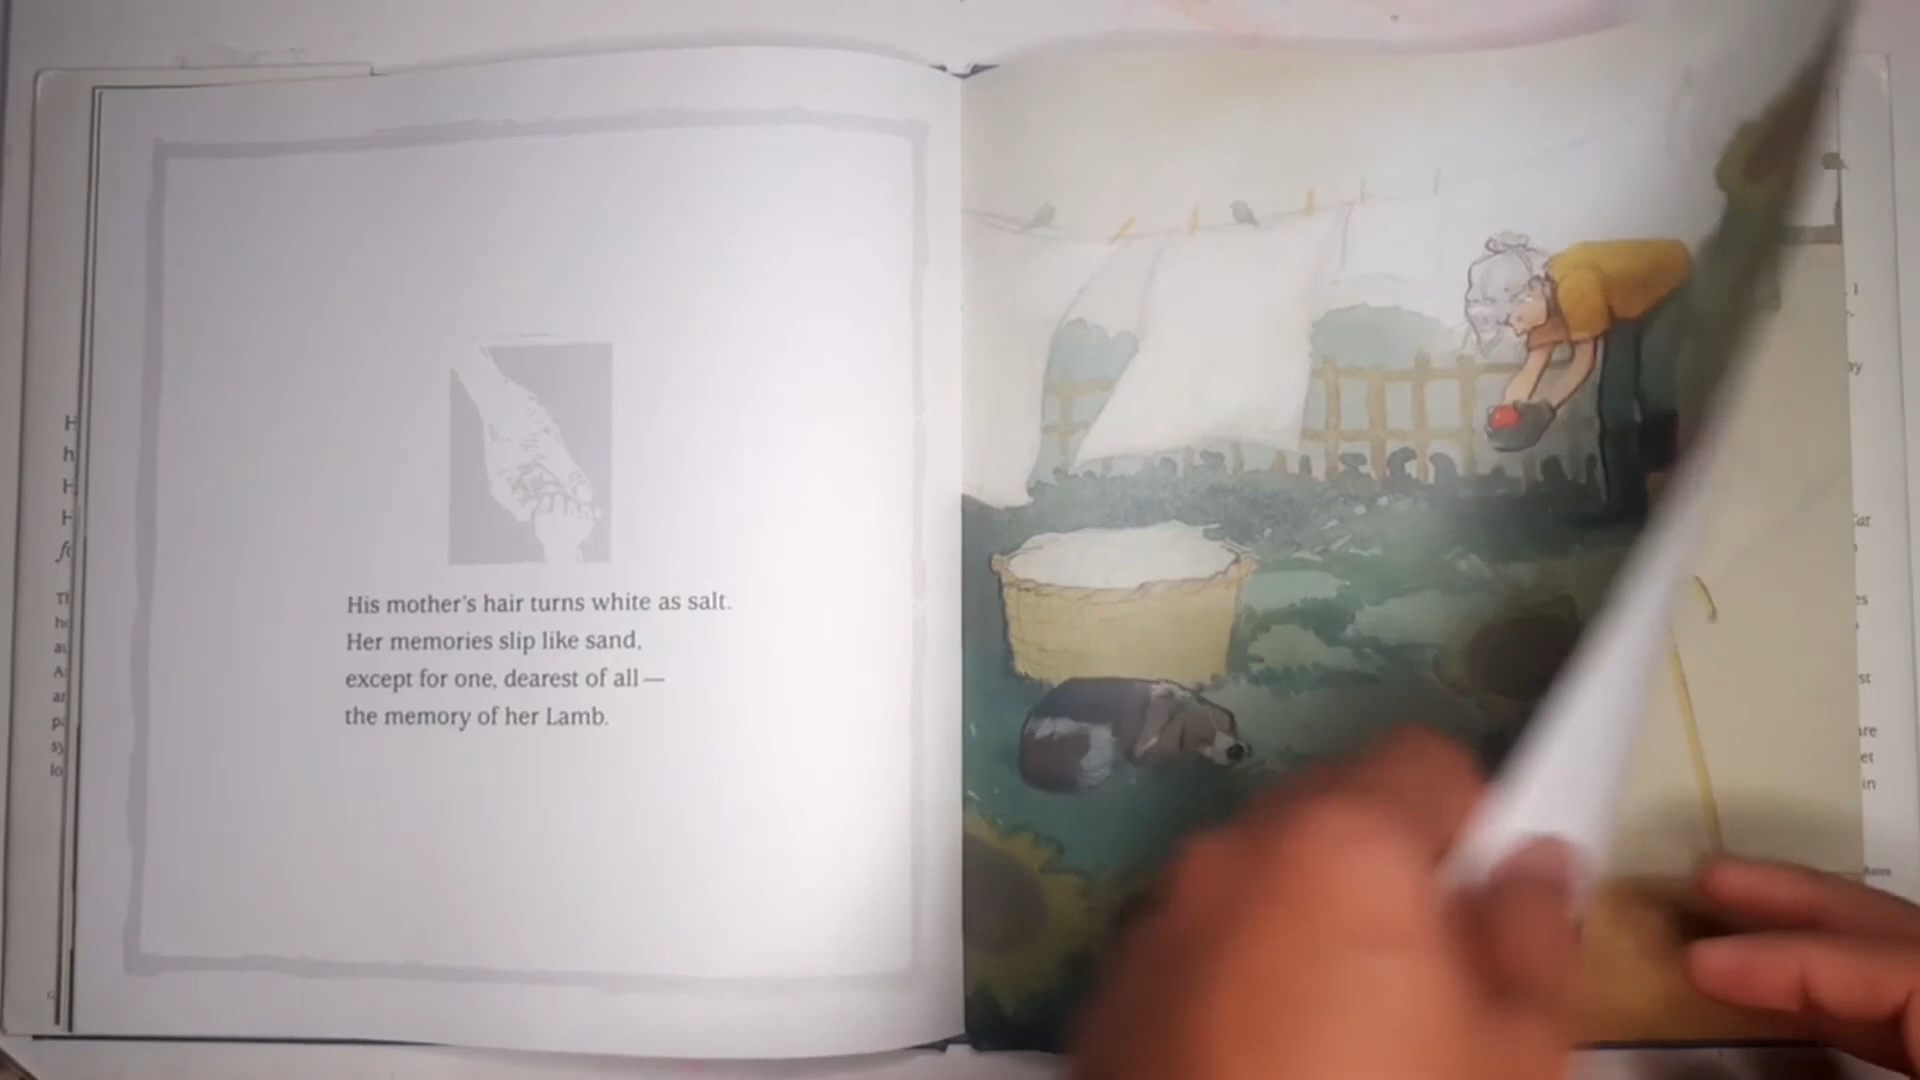 His mother's hair turns white as salt.
Her memories slip like sand,
except for one, dearest of all—
the memory of her Lamb.